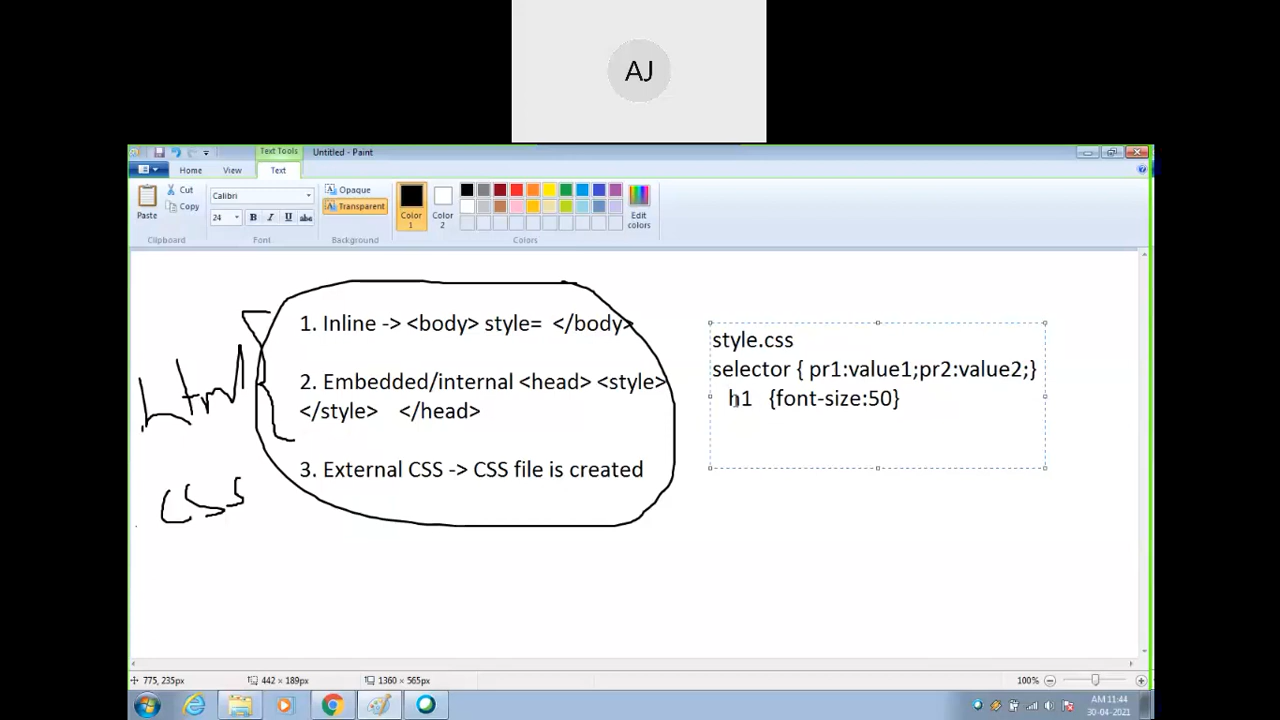 AJ
Text Tools
Untitled - Paint
Home View Text
Cut
Copy
Paste
Clipboard
Calibri
24
B I U abc
Font
Opaque
Transparent
Background
Color 1
Color 2
Edit colors
Colors
1. Inline -> <body> style= </body>
2. Embedded/internal <head> <style>
</style> </head>
3. External CSS -> CSS file is created
Html
css
style.css
selector { pr1:value1;pr2:value2;}
h1 {font-size:50}
775, 235px
442 × 189px
1360 × 565px
100%
AM 11:44
30-04-2021